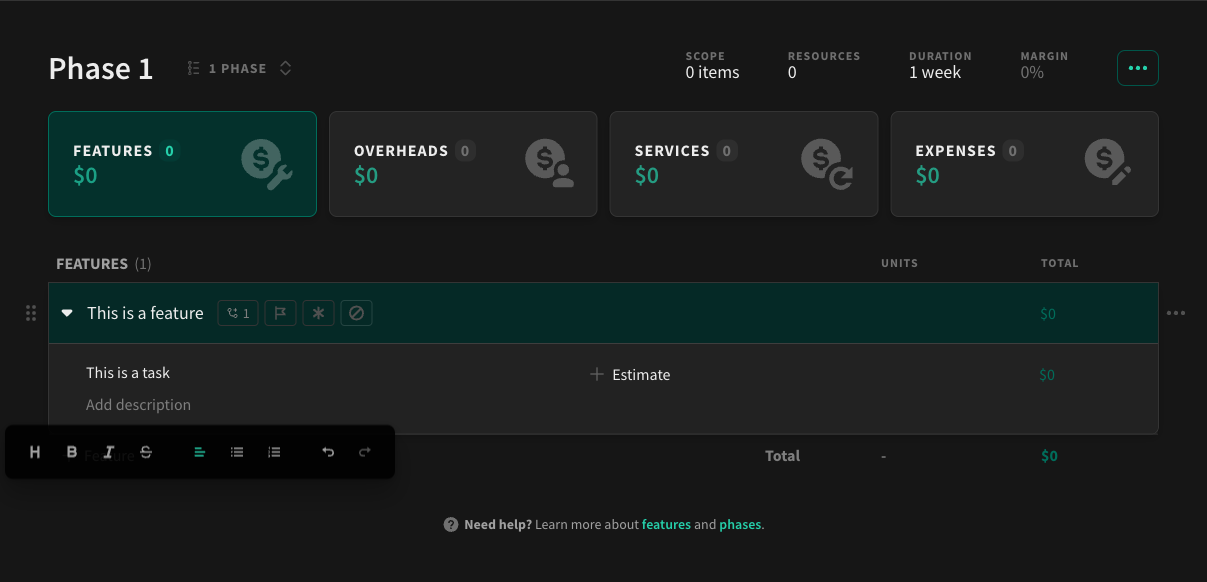 Phase 1
1 PHASE
SCOPE
0 items
RESOURCES
0
DURATION
1 week
MARGIN
0%
FEATURES 0
$0
OVERHEADS 0
$0
SERVICES 0
$0
EXPENSES 0
$0
FEATURES (1) UNITS TOTAL
This is a feature 1 $0
This is a task Estimate $0
Add description
H B I S
Feature
Total - $0
? Need help? Learn more about features and phases.